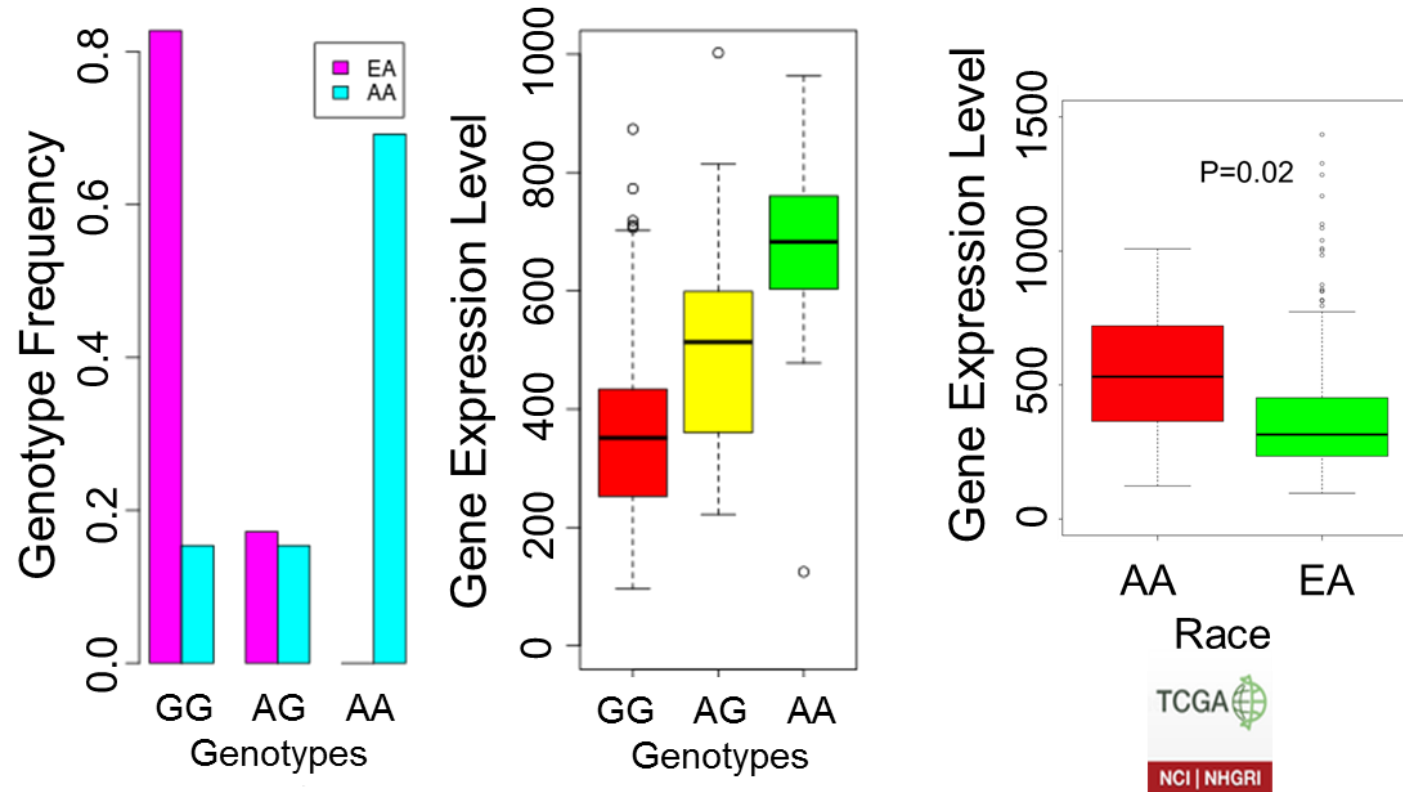 Genotype Frequency
0.8
0.6
0.4
0.2
0.0
EA
AA
GG AG AA
Genotypes
Gene Expression Level
1000
800
600
400
200
0
GG AG AA
Genotypes
Gene Expression Level
1500
1000
500
0
P=0.02
AA EA
Race
TCGA
NCI | NHGRI